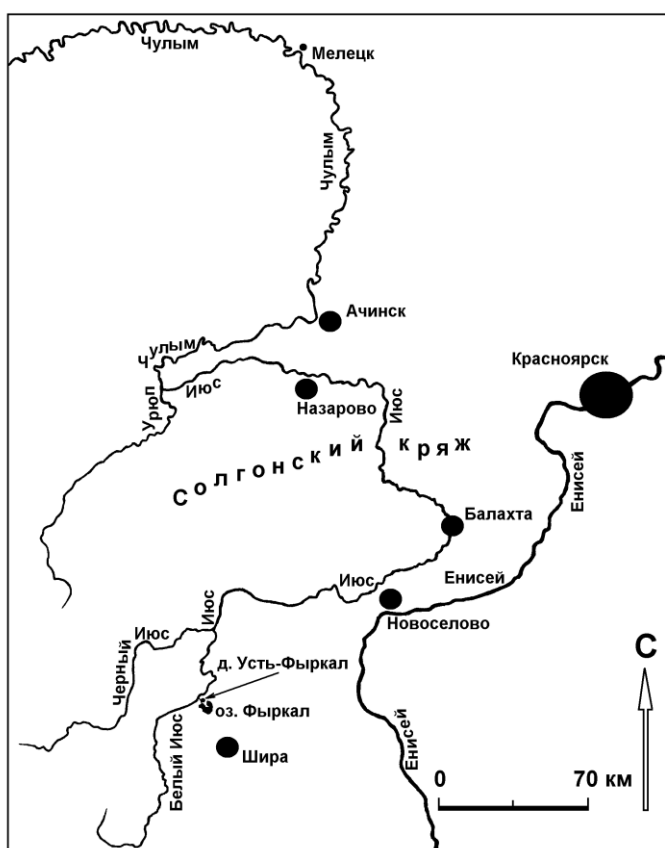 Чулым
Мелецк
Чулым
Ачинск
Чулым
Красноярск
Июс
Назарово
Урюп
Июс
Солгонский кряж
Енисей
Балахта
Июс
Енисей
Новоселово
Июс
Июс
Черный
д. Усть-Фыркал
С
оз. Фыркал
Белый Июс
Шира
Енисей
0 70 км